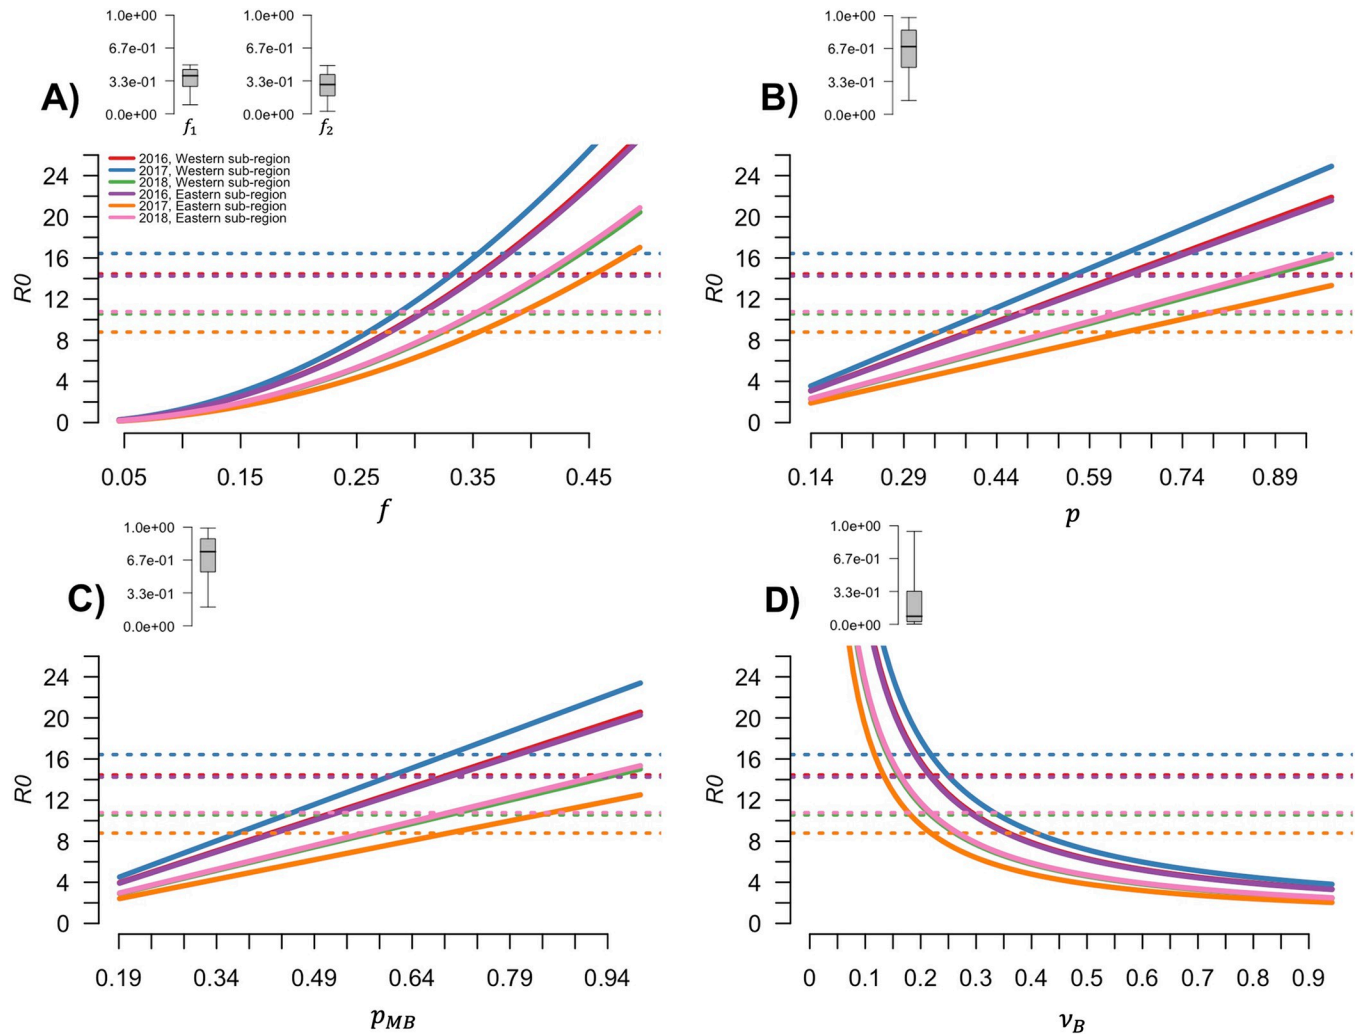 1.0e+00
6.7e-01
3.3e-01
0.0e+00
f₁
1.0e+00
6.7e-01
3.3e-01
0.0e+00
f₂
A)
2016, Western sub-region
2017, Western sub-region
2018, Western sub-region
2016, Eastern sub-region
2017, Eastern sub-region
2018, Eastern sub-region
R0
24
20
16
12
8
4
0
0.05 0.15 0.25 0.35 0.45
f
1.0e+00
6.7e-01
3.3e-01
0.0e+00
B)
R0
24
20
16
12
8
4
0
0.14 0.29 0.44 0.59 0.74 0.89
p
1.0e+00
6.7e-01
3.3e-01
0.0e+00
C)
R0
24
20
16
12
8
4
0
0.19 0.34 0.49 0.64 0.79 0.94
p_MB
1.0e+00
6.7e-01
3.3e-01
0.0e+00
D)
R0
24
20
16
12
8
4
0
0 0.1 0.2 0.3 0.4 0.5 0.6 0.7 0.8 0.9
ν_B